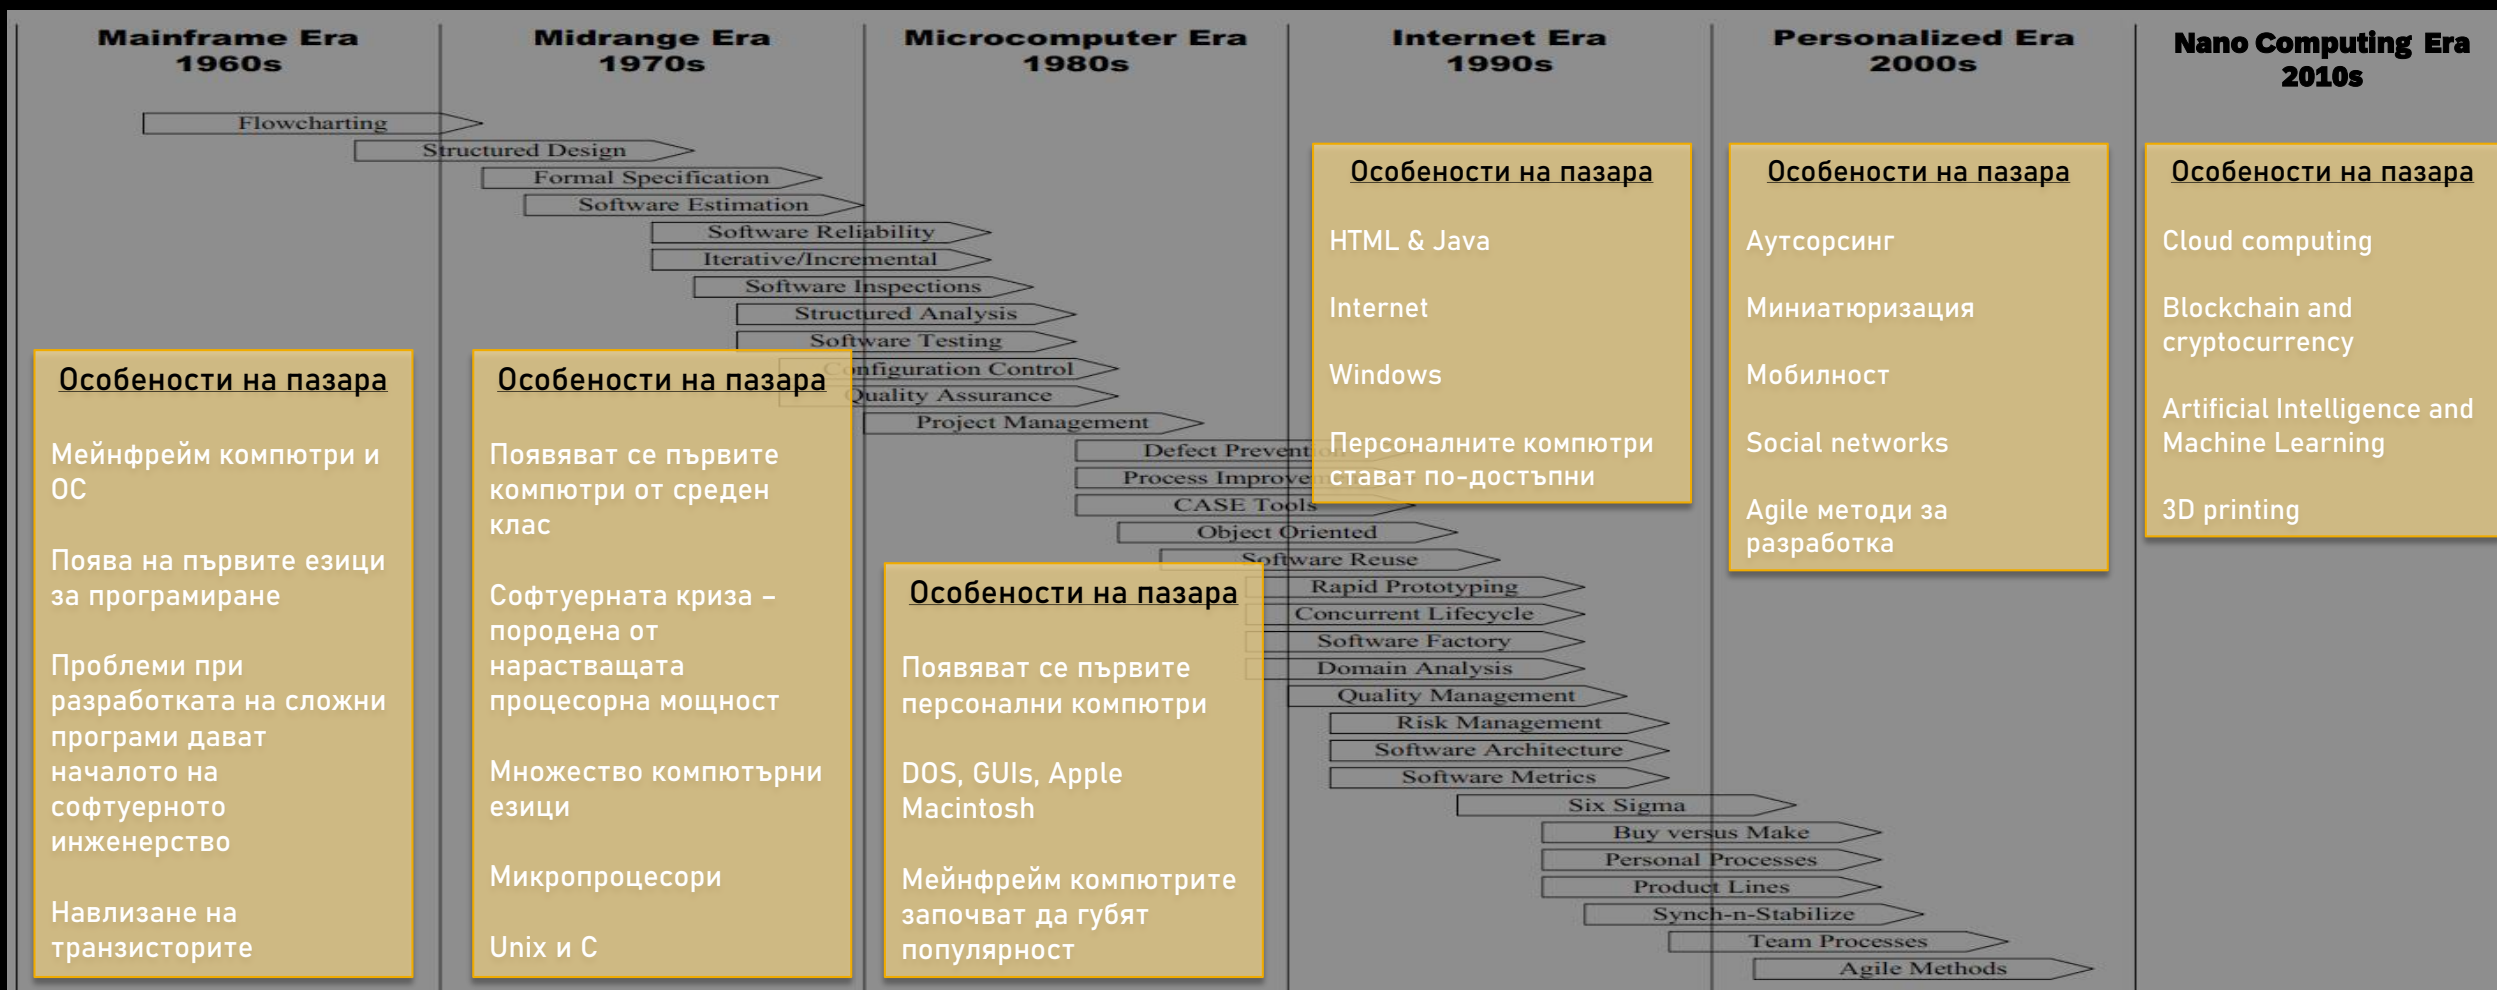 Mainframe Era
1960s
Midrange Era
1970s
Microcomputer Era
1980s
Internet Era
1990s
Personalized Era
2000s
Nano Computing Era
2010s
Flowcharting
Structured Design
Formal Specification
Software Estimation
Software Reliability
Iterative/Incremental
Software Inspections
Structured Analysis
Software Testing
Configuration Control
Quality Assurance
Project Management
Defect Prevention
Process Improvement
CASE Tools
Object Oriented
Software Reuse
Rapid Prototyping
Concurrent Lifecycle
Software Factory
Domain Analysis
Quality Management
Risk Management
Software Architecture
Software Metrics
Six Sigma
Buy versus Make
Personal Processes
Product Lines
Synch-n-Stabilize
Team Processes
Agile Methods
Особености на пазара
Мейнфрейм компютри и
ОС
Поява на първите езици
за програмиране
Проблеми при
разработката на сложни
програми дават
началото на
софтуерното
инженерство
Навлизане на
транзисторите
Особености на пазара
Появяват се първите
компютри от среден
клас
Софтуерната криза –
породена от
нарастващата
процесорна мощност
Множество компютърни
езици
Микропроцесори
Unix и C
Особености на пазара
Появяват се първите
персонални компютри
DOS, GUIs, Apple
Macintosh
Мейнфрейм компютрите
започват да губят
популярност
Особености на пазара
HTML & Java
Internet
Windows
Персоналните компютри
стават по-достъпни
Особености на пазара
Аутсорсинг
Миниатюризация
Мобилност
Social networks
Agile методи за
разработка
Особености на пазара
Cloud computing
Blockchain and
cryptocurrency
Artificial Intelligence and
Machine Learning
3D printing